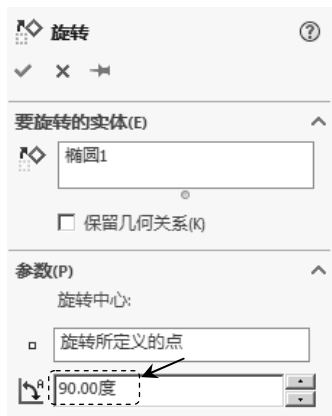 旋转
要旋转的实体(E)
椭圆1
保留几何关系(K)
参数(P)
旋转中心:
旋转所定义的点
90.00度